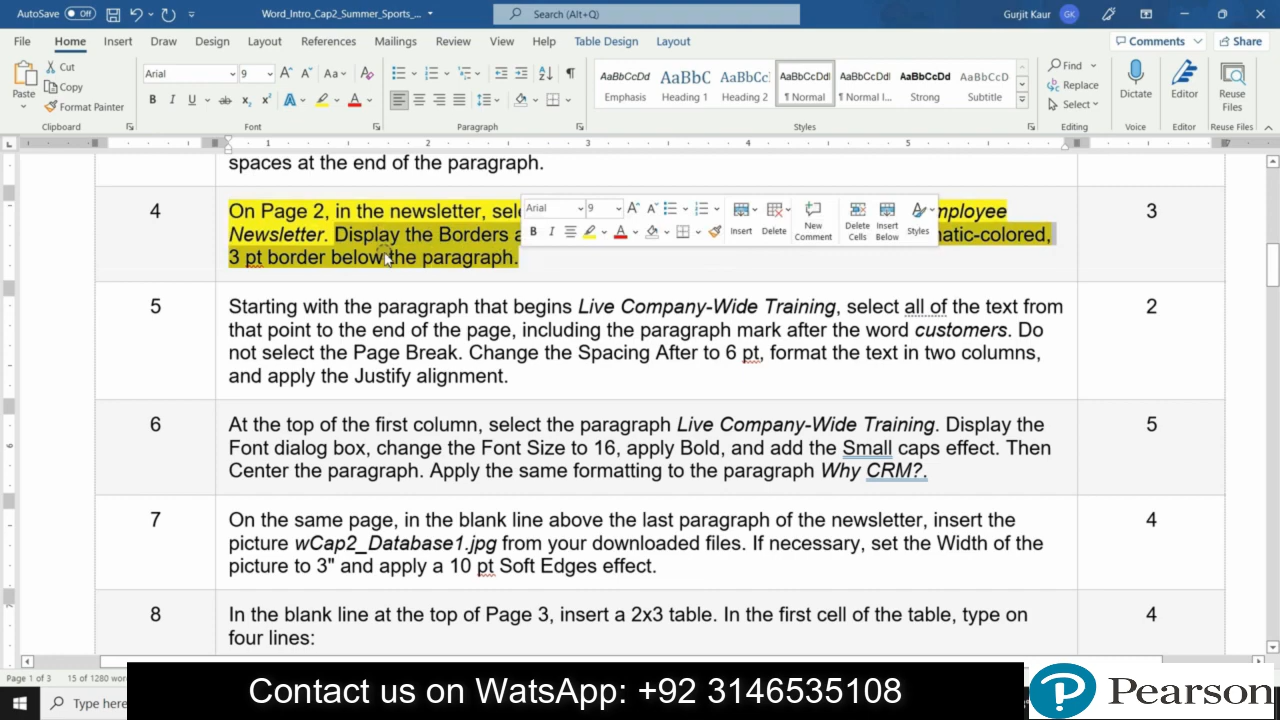 AutoSave Off Word_Intro_Cap2_Summer_Sports_... Search (Alt+Q) Gurjit Kaur GK
File Home Insert Draw Design Layout References Mailings Review View Help Table Design Layout Comments Share
Paste Cut Copy Format Painter Clipboard
Arial 9 Font
Paragraph
AaBbCcDd Emphasis AaBbC Heading 1 AaBbCc Heading 2 AaBbCcDd ¶ Normal AaBbCcDd ¶ Normal I... AaBbCcDd Strong AaBbCcD Subtitle Styles
Find Replace Select Editing
Dictate Voice
Editor Editor
Reuse Files Reuse Files
1 2 3 4 5
spaces at the end of the paragraph.
4 On Page 2, in the newsletter, sele mployee 3
Newsletter. Display the Borders a matic-colored,
3 pt border below the paragraph.
Arial 9
Insert Delete New Comment Delete Cells Insert Below Styles
5 Starting with the paragraph that begins Live Company-Wide Training, select all of the text from 2
that point to the end of the page, including the paragraph mark after the word customers. Do
not select the Page Break. Change the Spacing After to 6 pt, format the text in two columns,
and apply the Justify alignment.
6 At the top of the first column, select the paragraph Live Company-Wide Training. Display the 5
Font dialog box, change the Font Size to 16, apply Bold, and add the Small caps effect. Then
Center the paragraph. Apply the same formatting to the paragraph Why CRM?.
7 On the same page, in the blank line above the last paragraph of the newsletter, insert the 4
picture wCap2_Database1.jpg from your downloaded files. If necessary, set the Width of the
picture to 3" and apply a 10 pt Soft Edges effect.
8 In the blank line at the top of Page 3, insert a 2x3 table. In the first cell of the table, type on 4
four lines:
Page 1 of 3 15 of 1280 wor
Type here
Contact us on WatsApp: +92 3146535108
Pearson